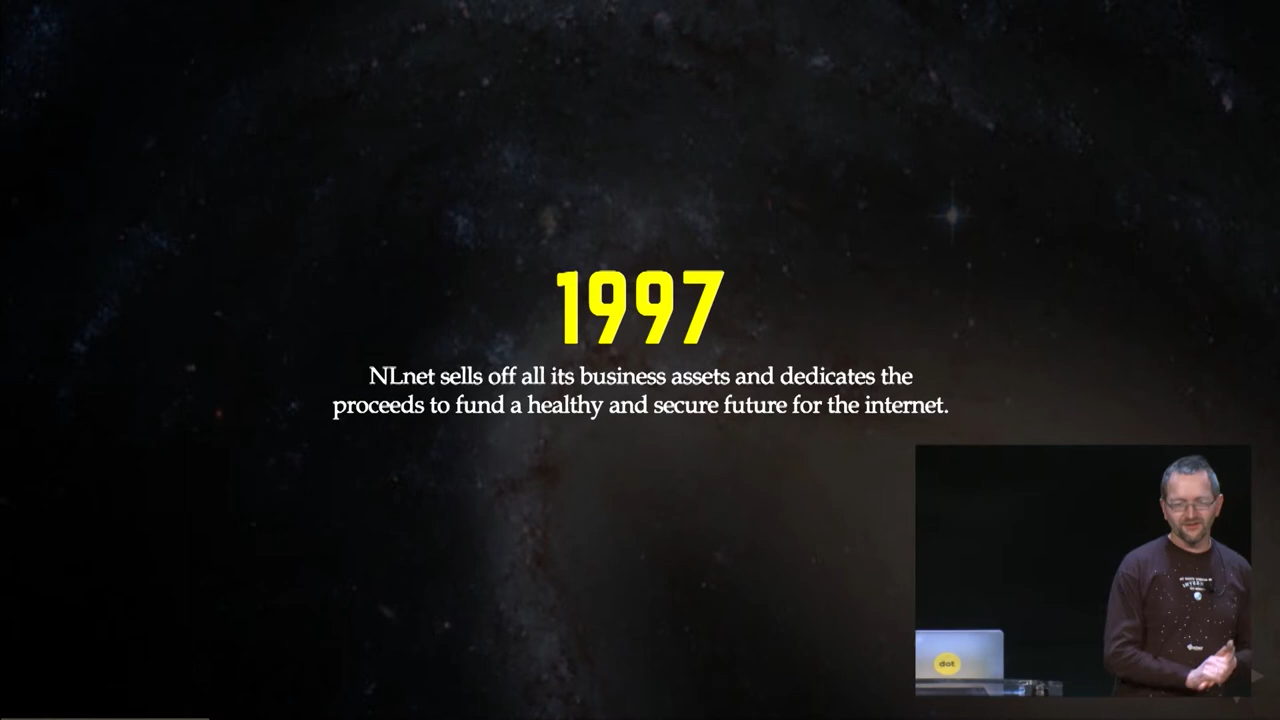 1997
NLnet sells off all its business assets and dedicates the
proceeds to fund a healthy and secure future for the internet.
dot